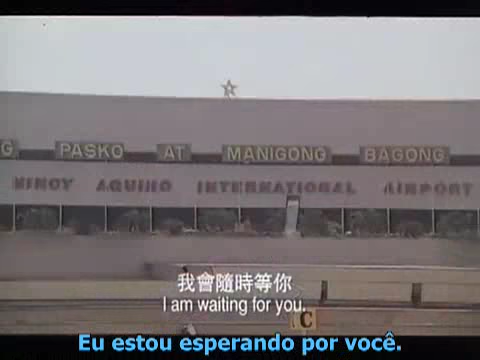 G PASKO AT MANIGONG BAGONG
NINOY AQUINO INTERNATIONAL AIRPORT
我會隨時等你
I am waiting for you.
C
Eu estou esperando por você.